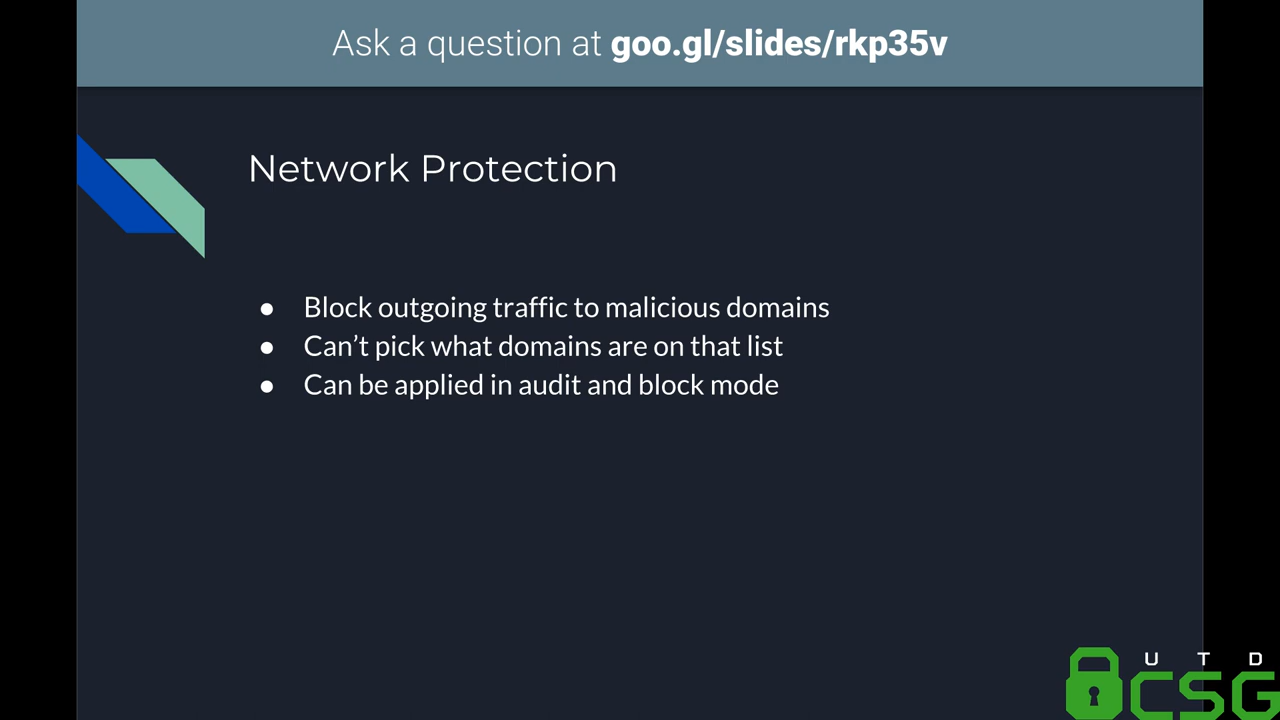 Ask a question at goo.gl/slides/rkp35v
Network Protection
● Block outgoing traffic to malicious domains
● Can’t pick what domains are on that list
● Can be applied in audit and block mode
UTD
CSG